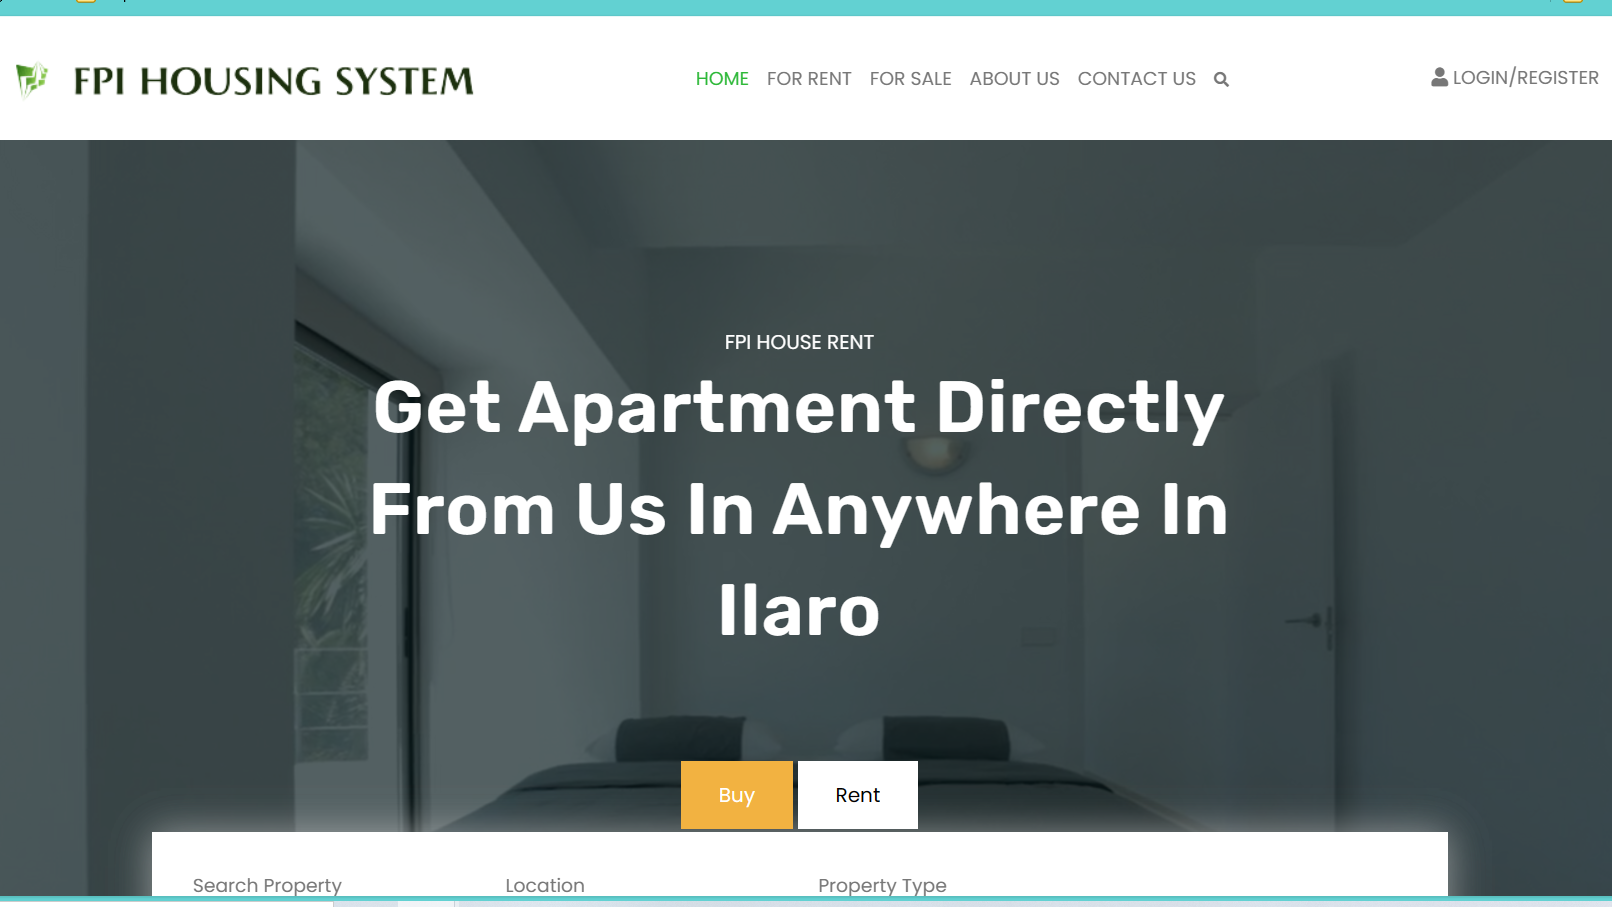 FPI HOUSING SYSTEM
HOME FOR RENT FOR SALE ABOUT US CONTACT US
LOGIN/REGISTER
FPI HOUSE RENT
Get Apartment Directly
From Us In Anywhere In
Ilaro
Buy Rent
Search Property Location Property Type